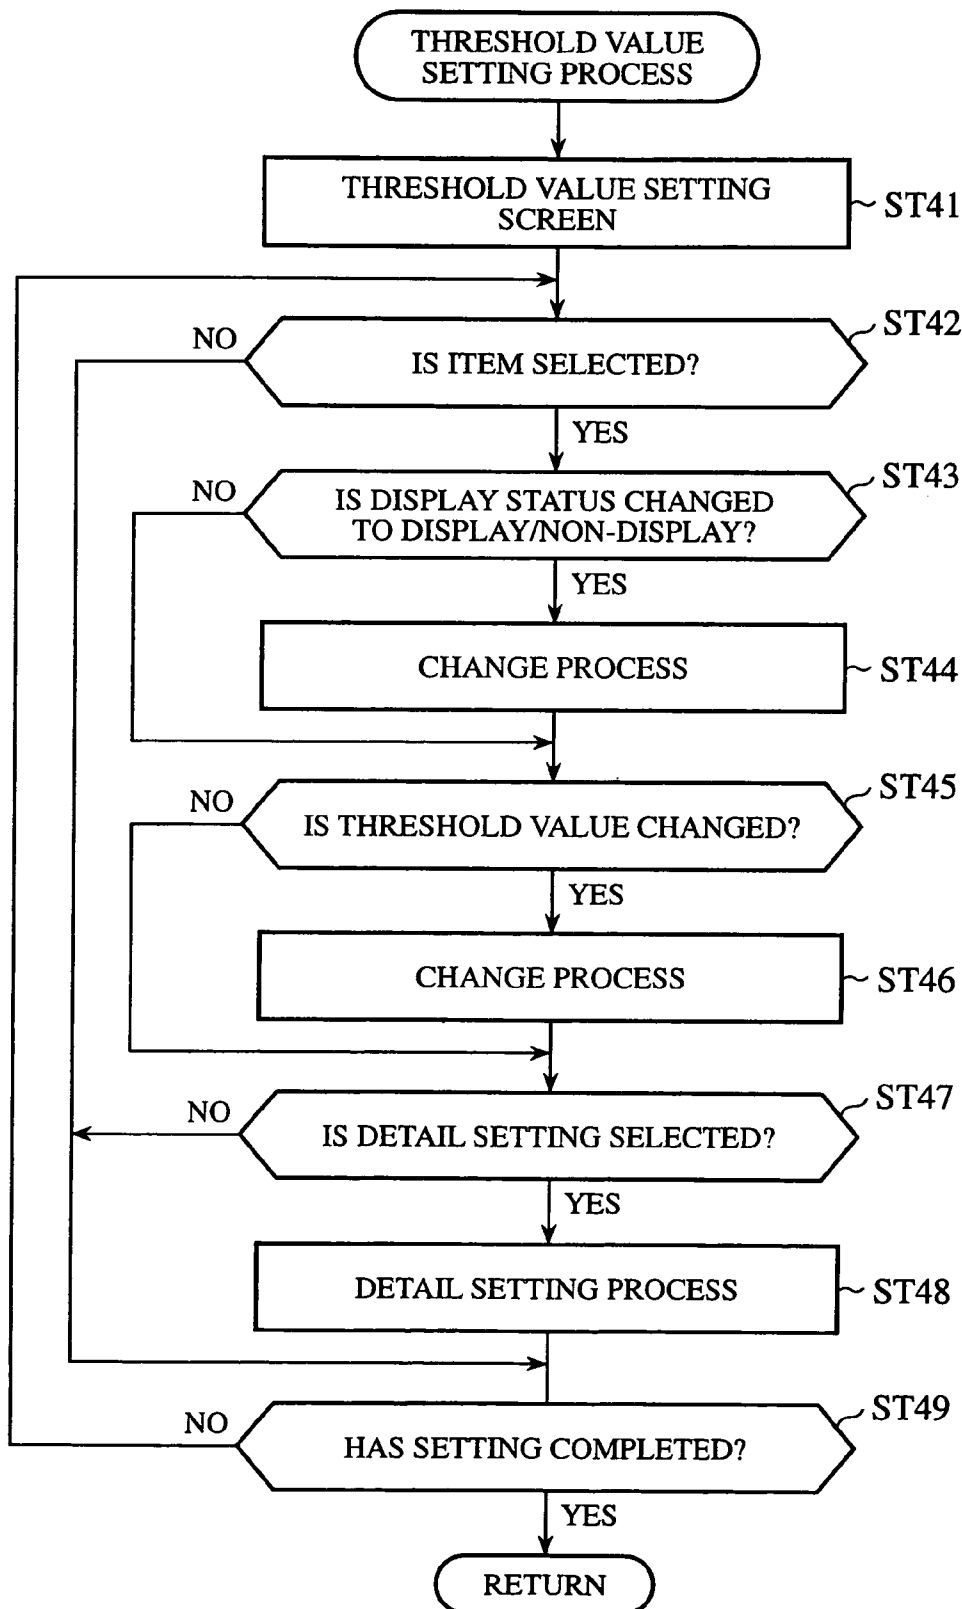 THRESHOLD VALUE
SETTING PROCESS
THRESHOLD VALUE SETTING
SCREEN
ST41
ST42
NO
IS ITEM SELECTED?
YES
ST43
NO
IS DISPLAY STATUS CHANGED
TO DISPLAY/NON-DISPLAY?
YES
CHANGE PROCESS
ST44
ST45
NO
IS THRESHOLD VALUE CHANGED?
YES
CHANGE PROCESS
ST46
ST47
NO
IS DETAIL SETTING SELECTED?
YES
DETAIL SETTING PROCESS
ST48
ST49
NO
HAS SETTING COMPLETED?
YES
RETURN